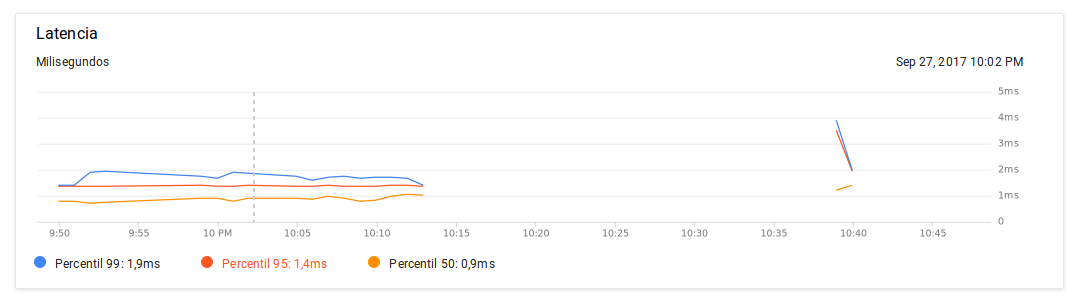 Latencia
Milisegundos Sep 27, 2017 10:02 PM
5ms
4ms
3ms
2ms
1ms
0
9:50 9:55 10 PM 10:05 10:10 10:15 10:20 10:25 10:30 10:35 10:40 10:45
Percentil 99: 1,9ms Percentil 95: 1,4ms Percentil 50: 0,9ms